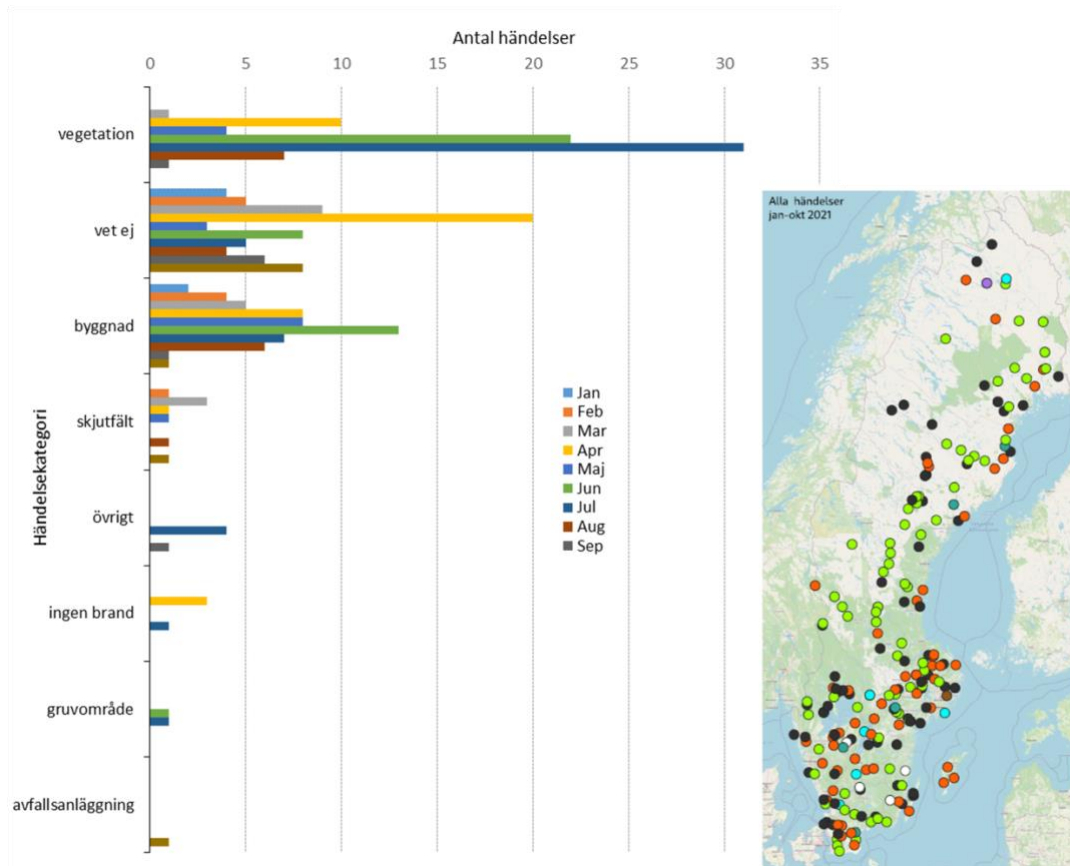 Antal händelser
0 5 10 15 20 25 30 35
vegetation
vet ej
byggnad
skjutfält
övrigt
ingen brand
gruvområde
avfallsanläggning
Händelsekategori
Jan
Feb
Mar
Apr
Maj
Jun
Jul
Aug
Sep
Alla händelser
jan-okt 2021